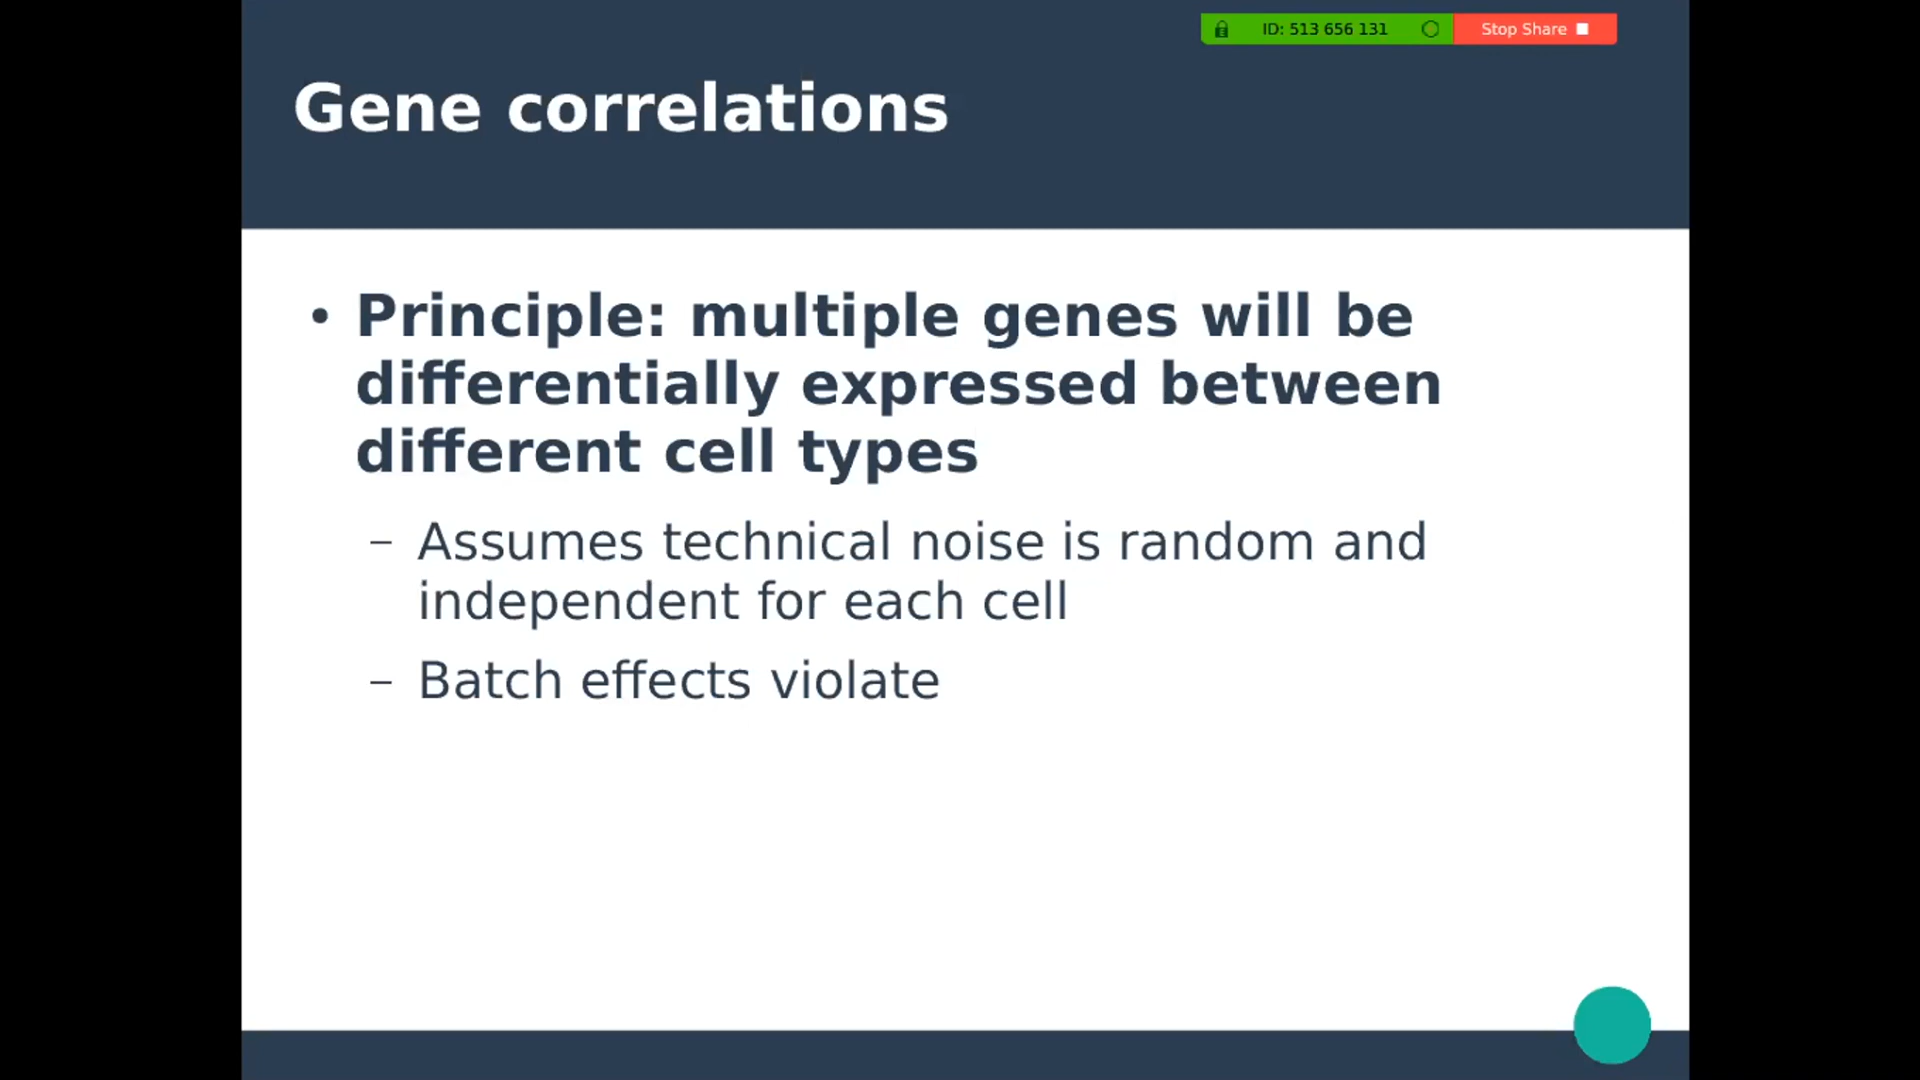 ID: 513 656 131 Stop Share
Gene correlations
• Principle: multiple genes will be
differentially expressed between
different cell types
– Assumes technical noise is random and
independent for each cell
– Batch effects violate